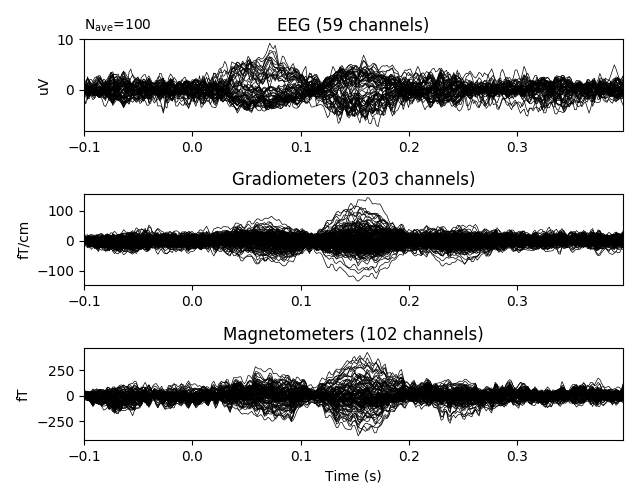 N_ave=100
EEG (59 channels)
10
0
uV
−0.1 0.0 0.1 0.2 0.3
Gradiometers (203 channels)
100
0
−100
fT/cm
−0.1 0.0 0.1 0.2 0.3
Magnetometers (102 channels)
250
0
−250
fT
−0.1 0.0 0.1 0.2 0.3
Time (s)